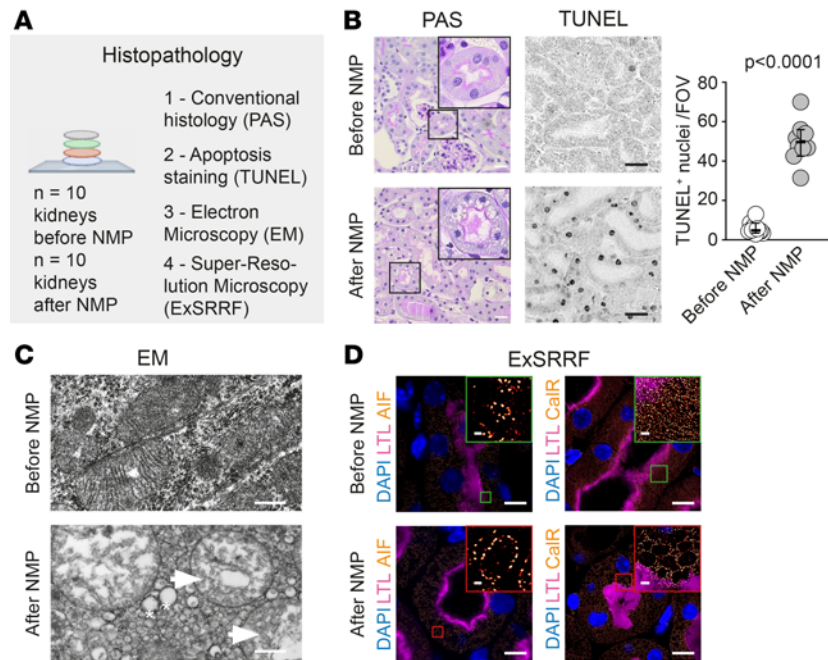 A
Histopathology
n = 10
kidneys
before NMP
n = 10
kidneys
after NMP
1 - Conventional
histology (PAS)
2 - Apoptosis
staining (TUNEL)
3 - Electron
Microscopy (EM)
4 - Super-Reso-
lution Microscopy
(ExSRRF)
B
PAS
TUNEL
Before NMP
After NMP
p<0.0001
TUNEL⁺ nuclei /FOV
80
60
40
20
0
Before NMP
After NMP
C
EM
Before NMP
After NMP
* *
D
ExSRRF
Before NMP
DAPI LTL AIF
DAPI LTL CalR
After NMP
DAPI LTL AIF
DAPI LTL CalR